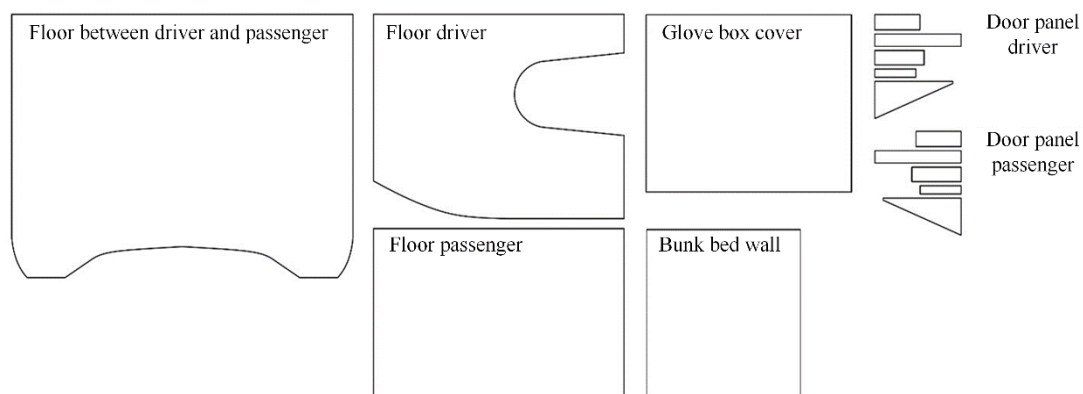 Floor between driver and passenger
Floor driver
Glove box cover
Door panel
driver
Door panel
passenger
Floor passenger
Bunk bed wall